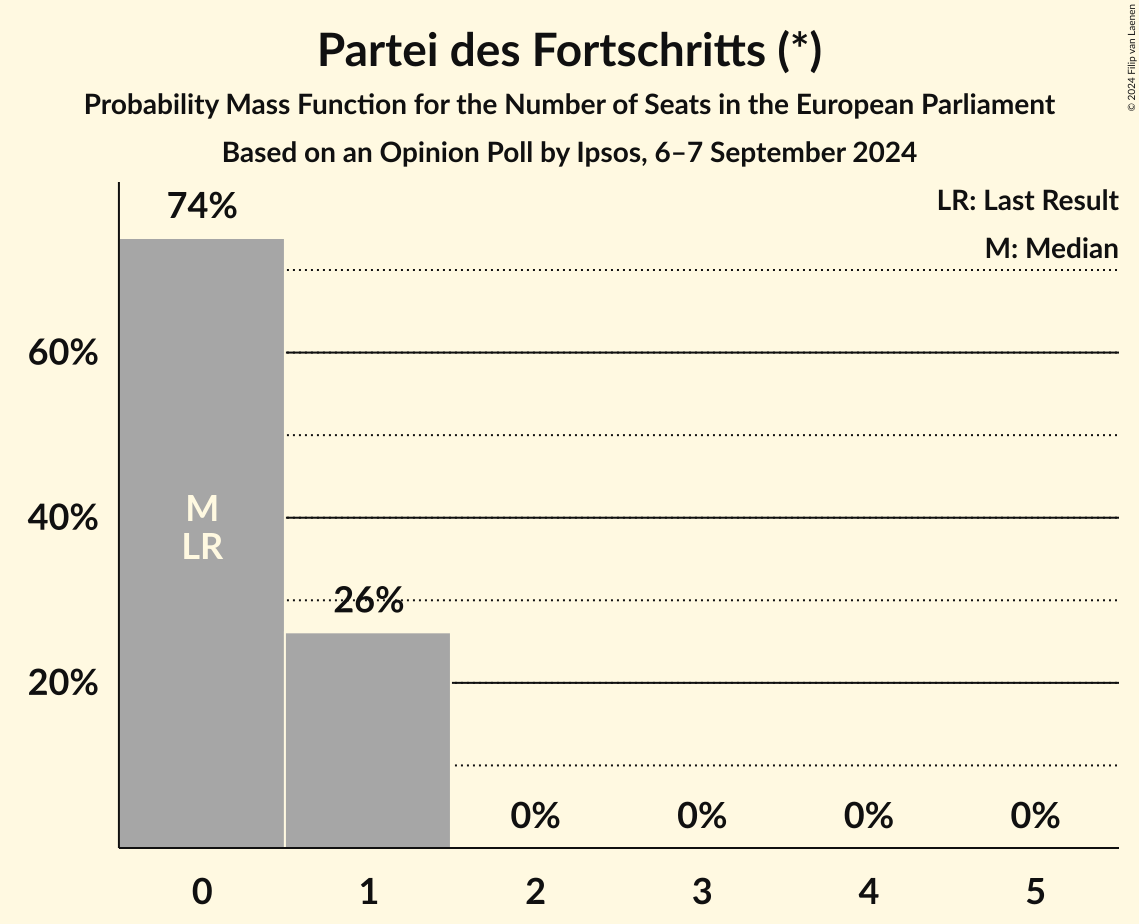 Partei des Fortschritts (*)
Probability Mass Function for the Number of Seats in the European Parliament
Based on an Opinion Poll by Ipsos, 6–7 September 2024
© 2024 Filip van Laenen
LR: Last Result
M: Median
74%
60%
40%
20%
M
LR
26%
0%
0%
0%
0%
0
1
2
3
4
5